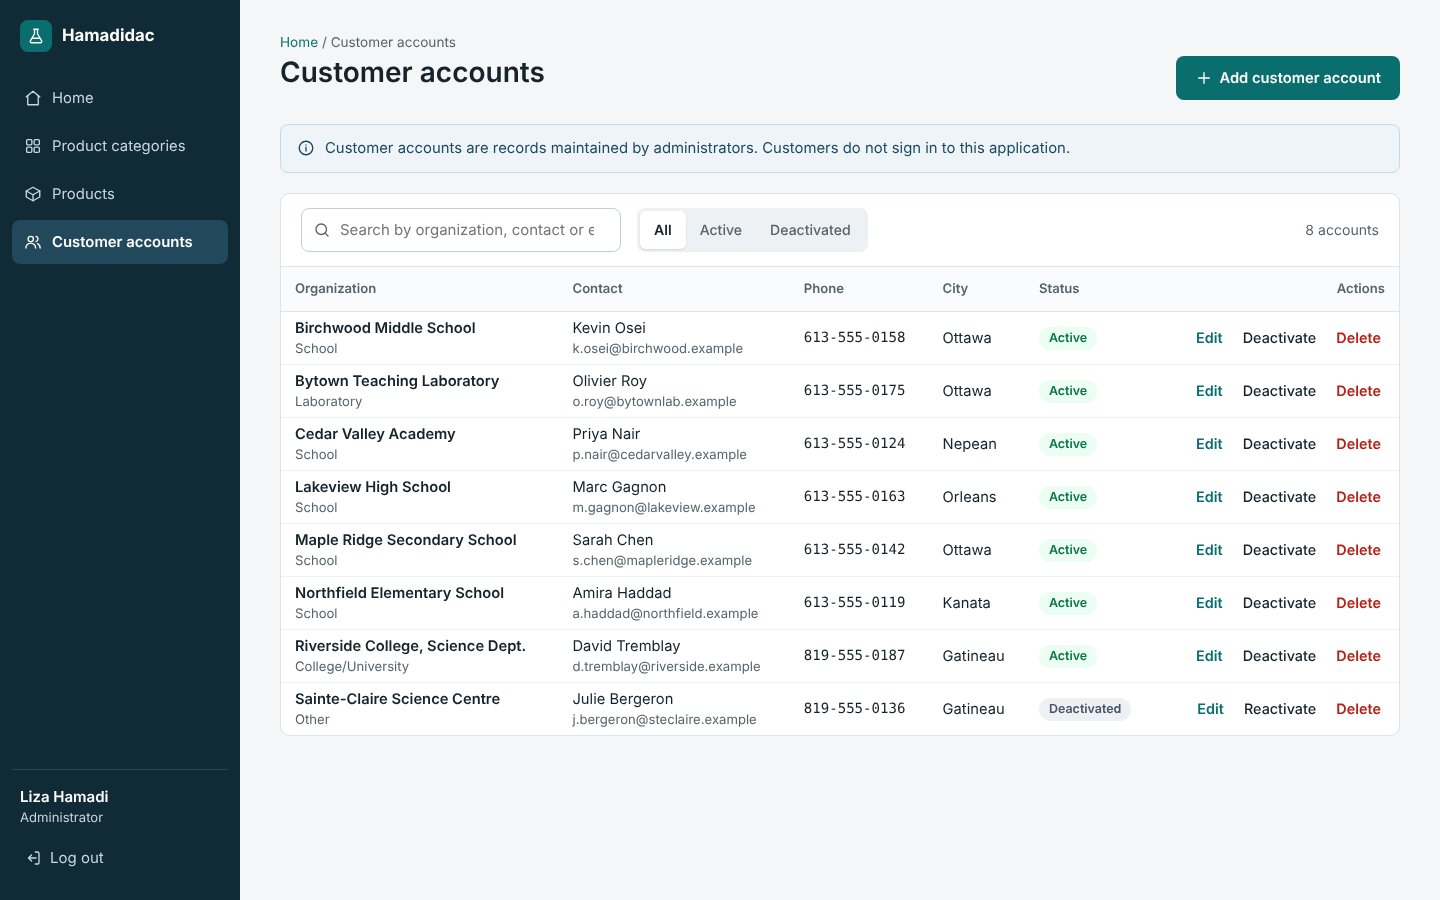 Hamadidac
Home
Product categories
Products
Customer accounts
Liza Hamadi
Administrator
Log out
Home / Customer accounts
Customer accounts
+ Add customer account
Customer accounts are records maintained by administrators. Customers do not sign in to this application.
Search by organization, contact or e
All Active Deactivated
8 accounts
Organization Contact Phone City Status Actions
Birchwood Middle School Kevin Osei 613-555-0158 Ottawa Active Edit Deactivate Delete
School k.osei@birchwood.example
Bytown Teaching Laboratory Olivier Roy 613-555-0175 Ottawa Active Edit Deactivate Delete
Laboratory o.roy@bytownlab.example
Cedar Valley Academy Priya Nair 613-555-0124 Nepean Active Edit Deactivate Delete
School p.nair@cedarvalley.example
Lakeview High School Marc Gagnon 613-555-0163 Orleans Active Edit Deactivate Delete
School m.gagnon@lakeview.example
Maple Ridge Secondary School Sarah Chen 613-555-0142 Ottawa Active Edit Deactivate Delete
School s.chen@mapleridge.example
Northfield Elementary School Amira Haddad 613-555-0119 Kanata Active Edit Deactivate Delete
School a.haddad@northfield.example
Riverside College, Science Dept. David Tremblay 819-555-0187 Gatineau Active Edit Deactivate Delete
College/University d.tremblay@riverside.example
Sainte-Claire Science Centre Julie Bergeron 819-555-0136 Gatineau Deactivated Edit Reactivate Delete
Other j.bergeron@steclaire.example